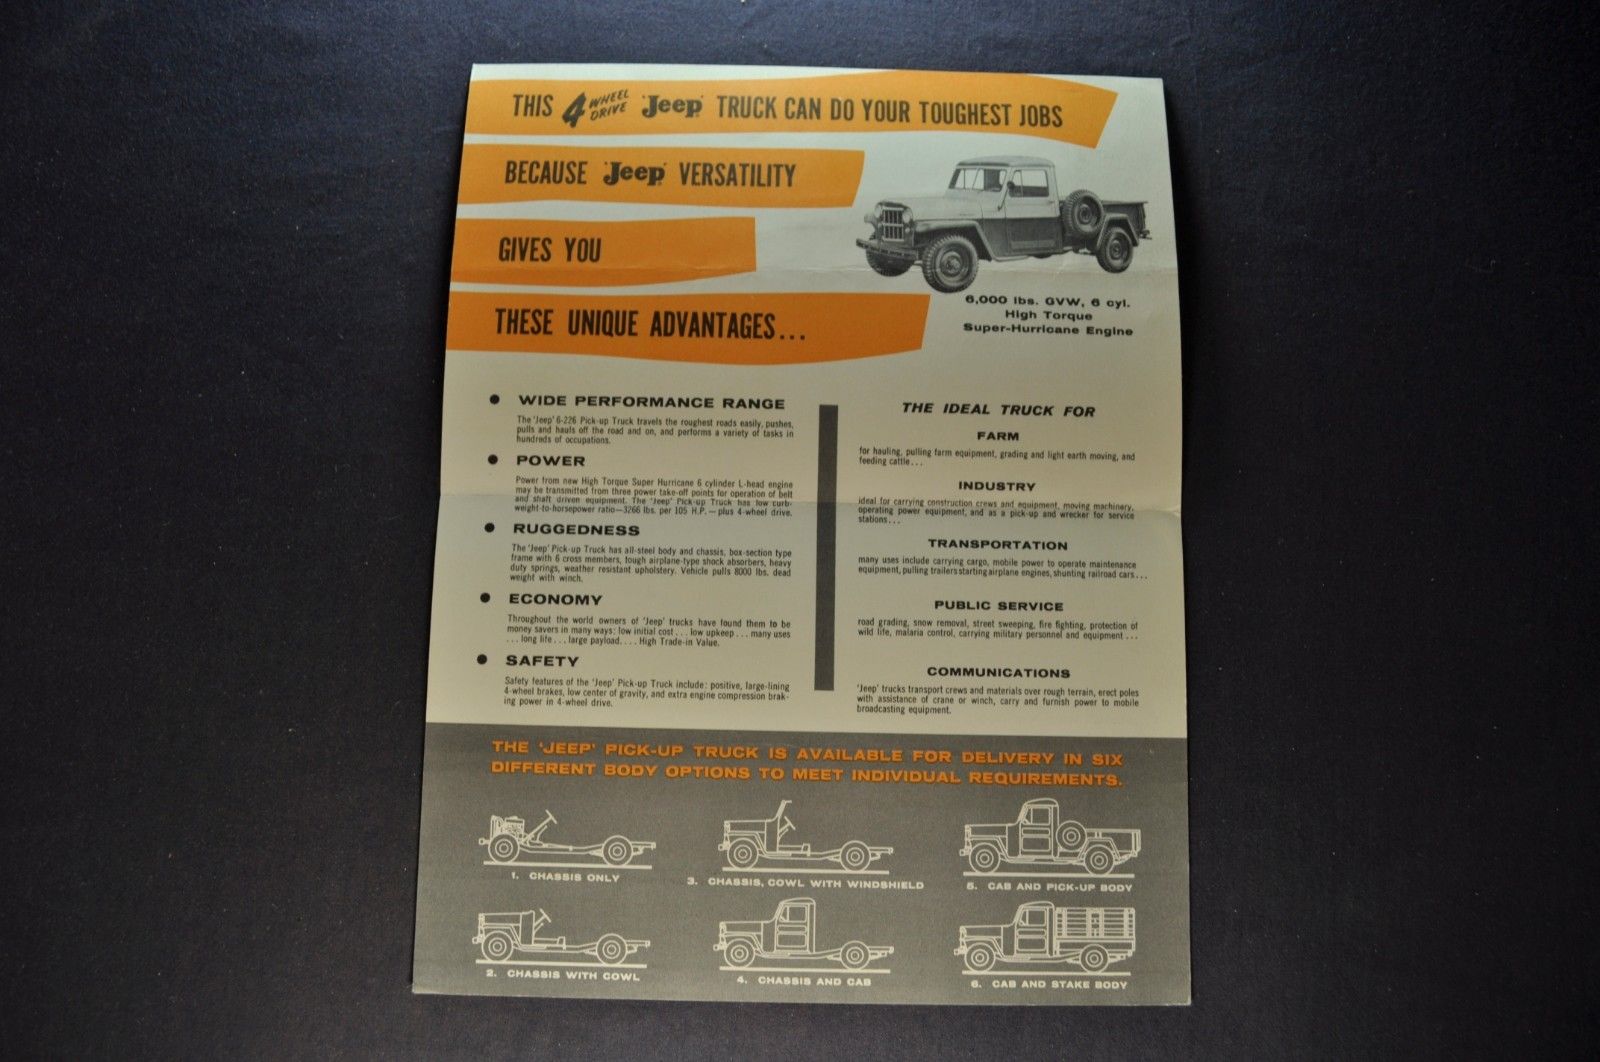 THIS 4 WHEEL DRIVE 'Jeep' TRUCK CAN DO YOUR TOUGHEST JOBS
BECAUSE 'Jeep' VERSATILITY
GIVES YOU
THESE UNIQUE ADVANTAGES...
6,000 lbs. GVW, 6 cyl.
High Torque
Super-Hurricane Engine
● WIDE PERFORMANCE RANGE
The 'Jeep' 6-226 Pick-up Truck travels the roughest roads easily, pushes,
pulls and hauls off the road and on, and performs a variety of tasks in
hundreds of occupations.
● POWER
Power from new High Torque Super Hurricane 6 cylinder L-head engine
may be transmitted from three power take-off points for operation of belt
and shaft driven equipment. The 'Jeep' Pick-up Truck has low curb-
weight-to-horsepower ratio—3266 lbs. per 105 H.P. — plus 4-wheel drive.
● RUGGEDNESS
The 'Jeep' Pick-up Truck has all-steel body and chassis, box-section type
frame with 6 cross members, tough airplane-type shock absorbers, heavy
duty springs, weather resistant upholstery. Vehicle pulls 8000 lbs. dead
weight with winch.
● ECONOMY
Throughout the world owners of 'Jeep' trucks have found them to be
money savers in many ways: low initial cost... low upkeep... many uses
... long life... large payload.... High Trade-in Value.
● SAFETY
Safety features of the 'Jeep' Pick-up Truck include: positive, large-lining
4-wheel brakes, low center of gravity, and extra engine compression brak-
ing power in 4-wheel drive.
THE IDEAL TRUCK FOR
FARM
for hauling, pulling farm equipment, grading and light earth moving, and
feeding cattle...
INDUSTRY
ideal for carrying construction crews and equipment, moving machinery,
operating power equipment, and as a pick-up and wrecker for service
stations...
TRANSPORTATION
many uses include carrying cargo, mobile power to operate maintenance
equipment, pulling trailers starting airplane engines, shunting railroad cars...
PUBLIC SERVICE
road grading, snow removal, street sweeping, fire fighting, protection of
wild life, malaria control, carrying military personnel and equipment...
COMMUNICATIONS
'Jeep' trucks transport crews and materials over rough terrain, erect poles
with assistance of crane or winch, carry and furnish power to mobile
broadcasting equipment.
THE 'JEEP' PICK-UP TRUCK IS AVAILABLE FOR DELIVERY IN SIX
DIFFERENT BODY OPTIONS TO MEET INDIVIDUAL REQUIREMENTS.
1. CHASSIS ONLY
2. CHASSIS WITH COWL
3. CHASSIS, COWL WITH WINDSHIELD
4. CHASSIS AND CAB
5. CAB AND PICK-UP BODY
6. CAB AND STAKE BODY